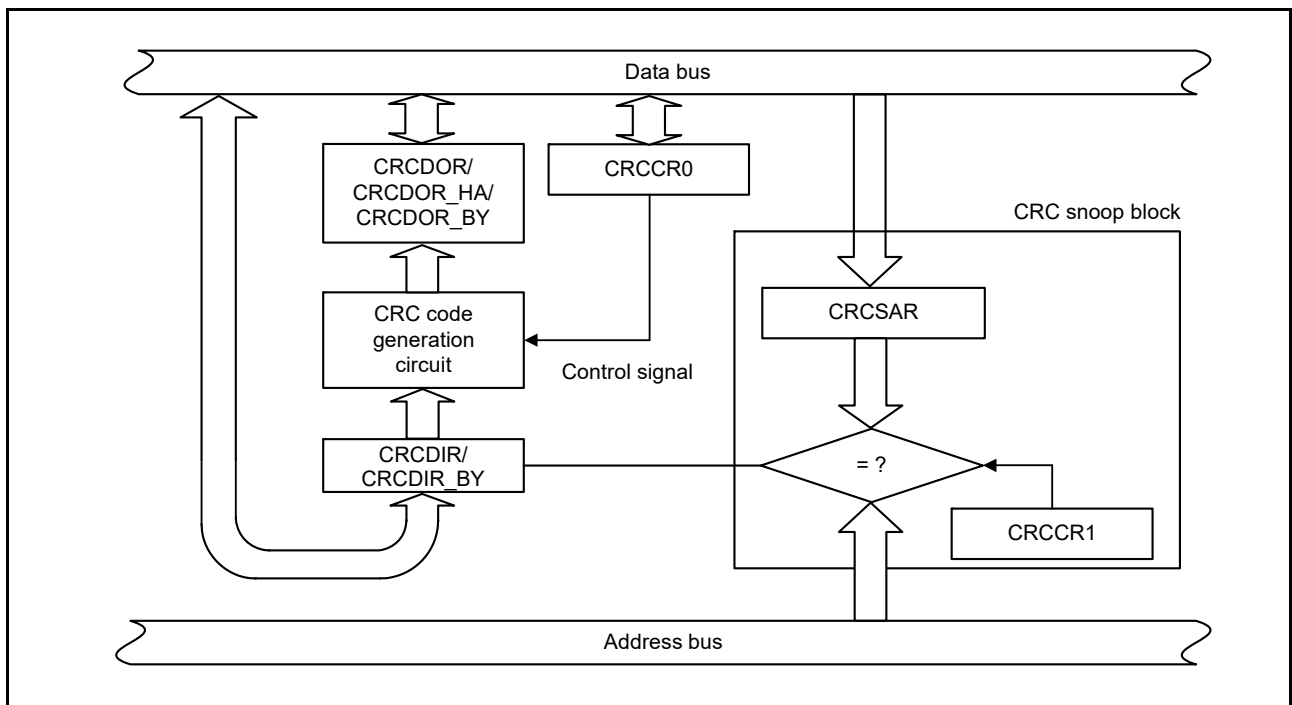 Data bus
CRCDOR/
CRCDOR_HA/
CRCDOR_BY
CRCCR0
CRC snoop block
CRC code
generation
circuit
CRCSAR
Control signal
CRCDIR/
CRCDIR_BY
= ?
CRCCR1
Address bus